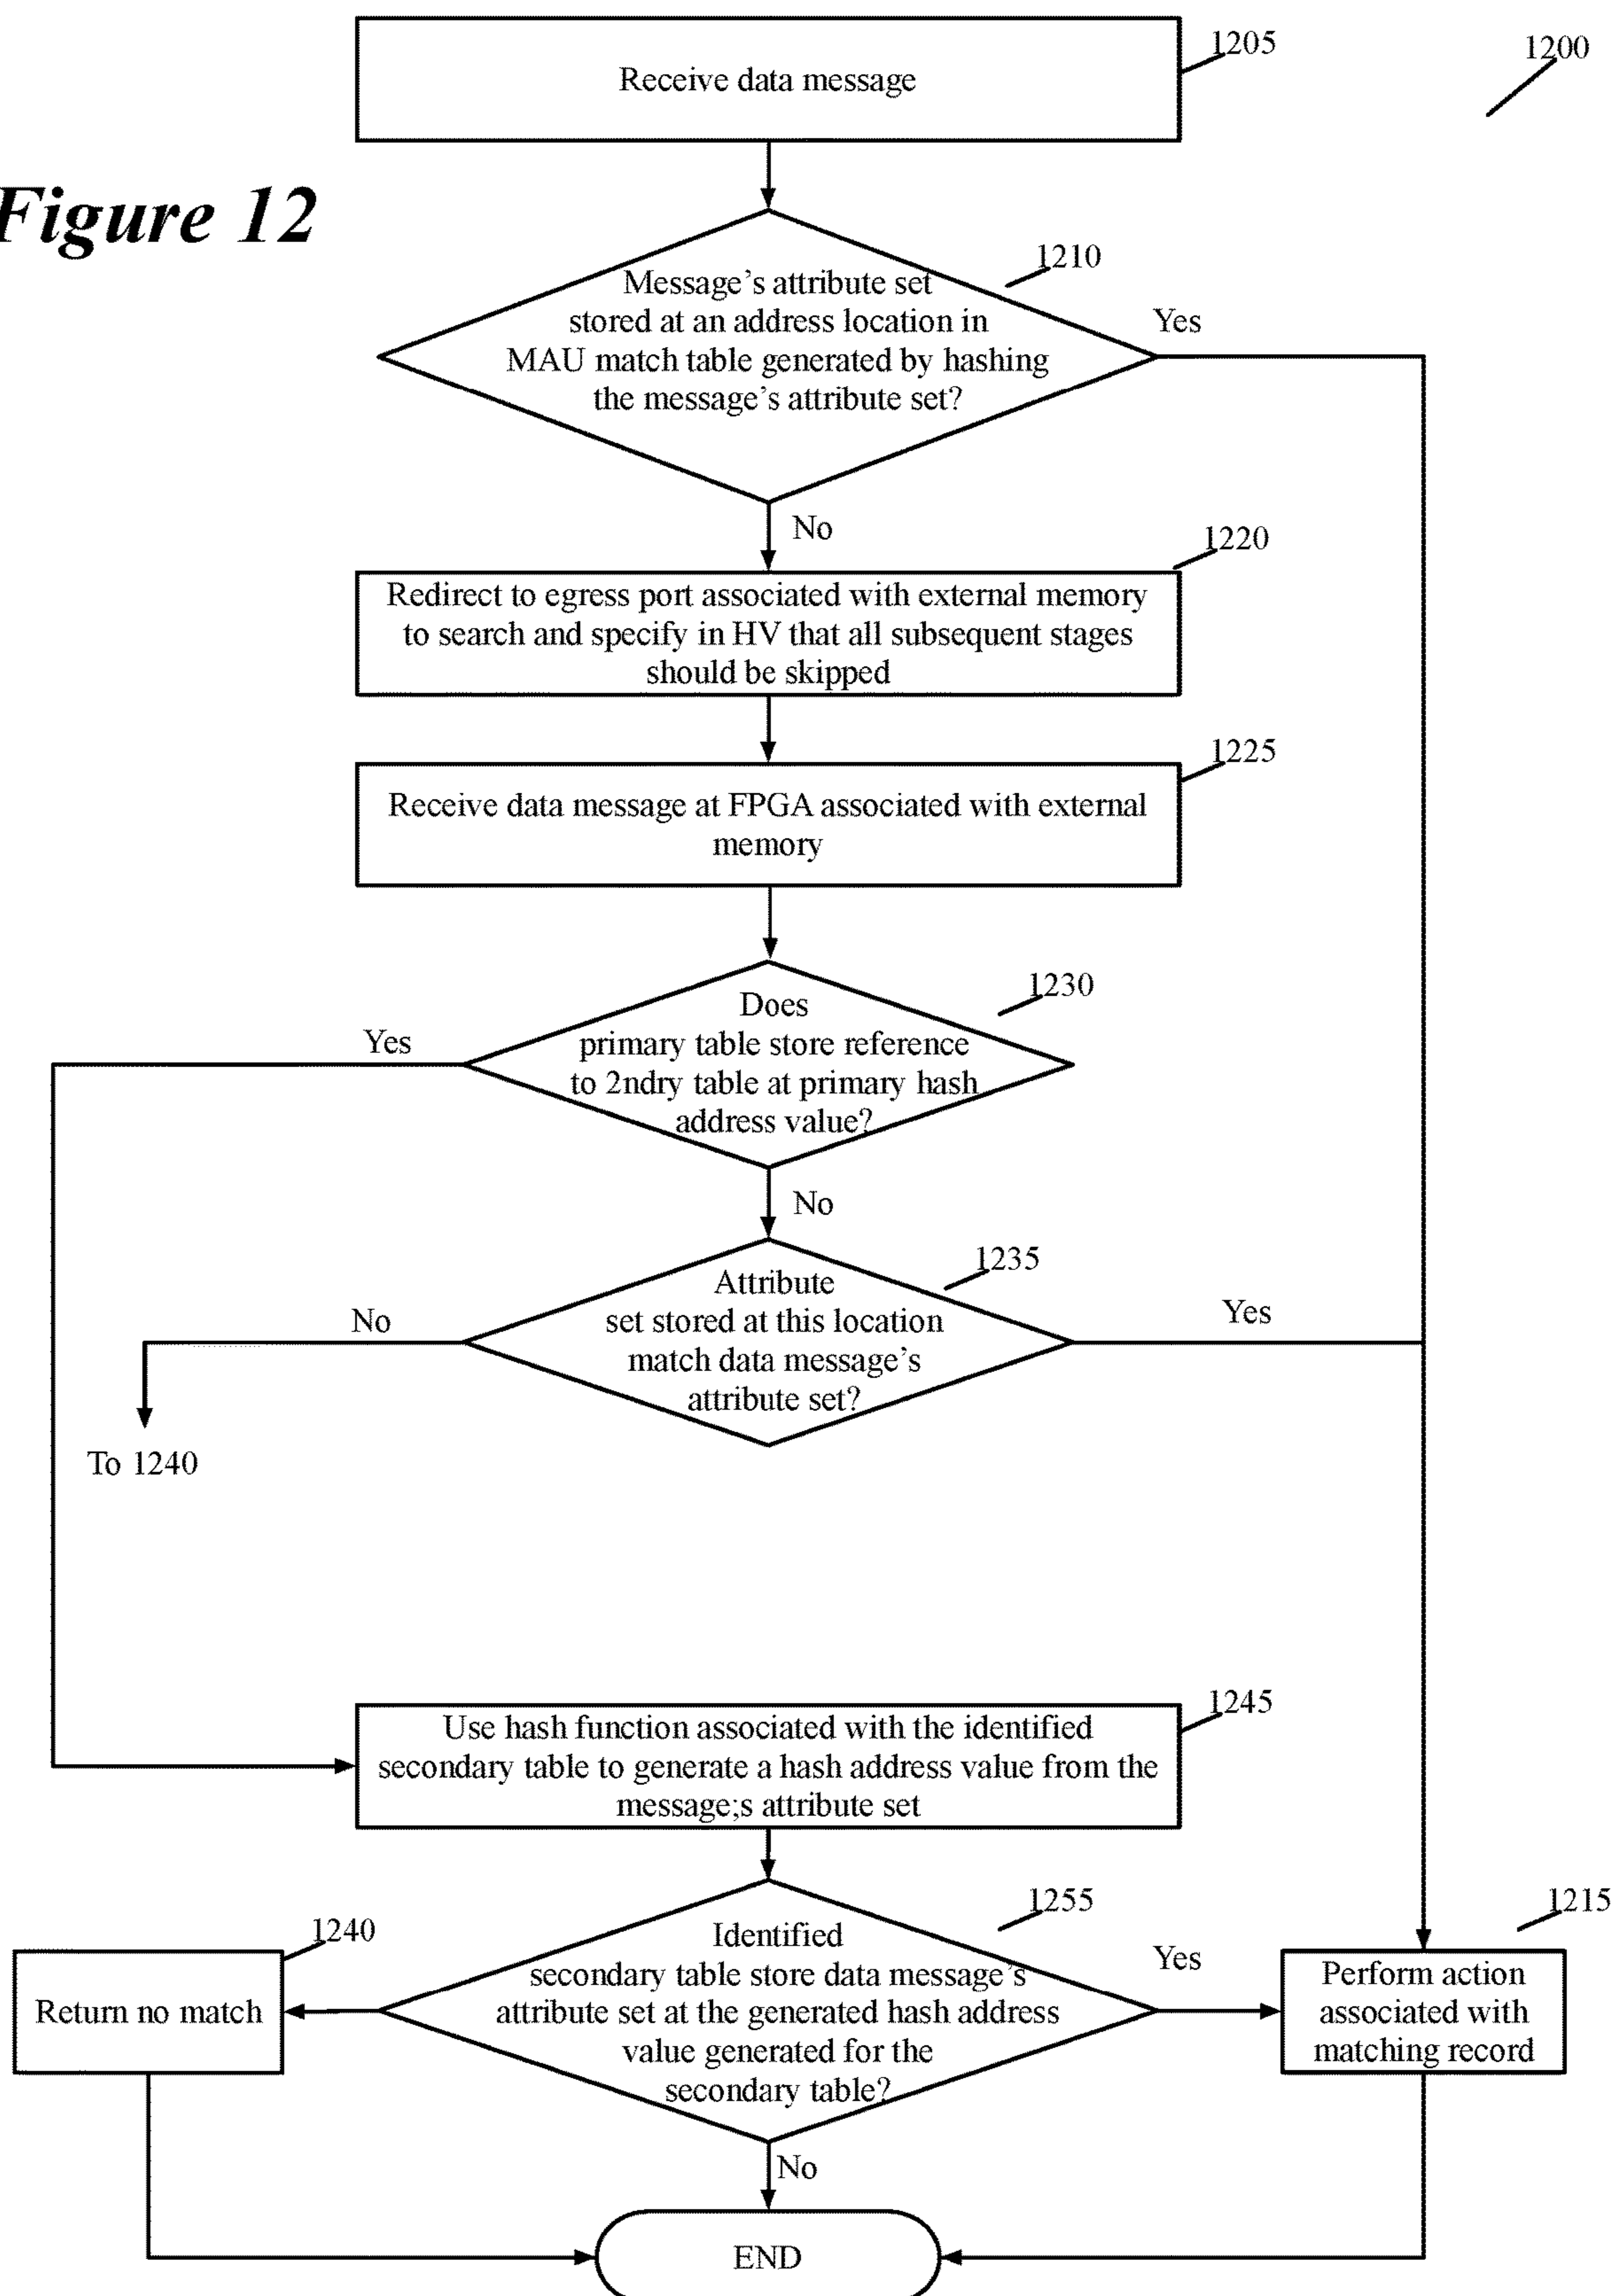 Receive data message
1205
1200
Figure 12
1210
Message's attribute set
stored at an address location in
MAU match table generated by hashing
the message's attribute set?
Yes
No
1220
Redirect to egress port associated with external memory
to search and specify in HV that all subsequent stages
should be skipped
1225
Receive data message at FPGA associated with external
memory
1230
Does
primary table store reference
to 2ndry table at primary hash
address value?
Yes
No
1235
Attribute
set stored at this location
match data message's
attribute set?
No
Yes
To 1240
1245
Use hash function associated with the identified
secondary table to generate a hash address value from the
message;s attribute set
1240
Return no match
1255
Identified
secondary table store data message's
attribute set at the generated hash address
value generated for the
secondary table?
Yes
1215
Perform action
associated with
matching record
No
END